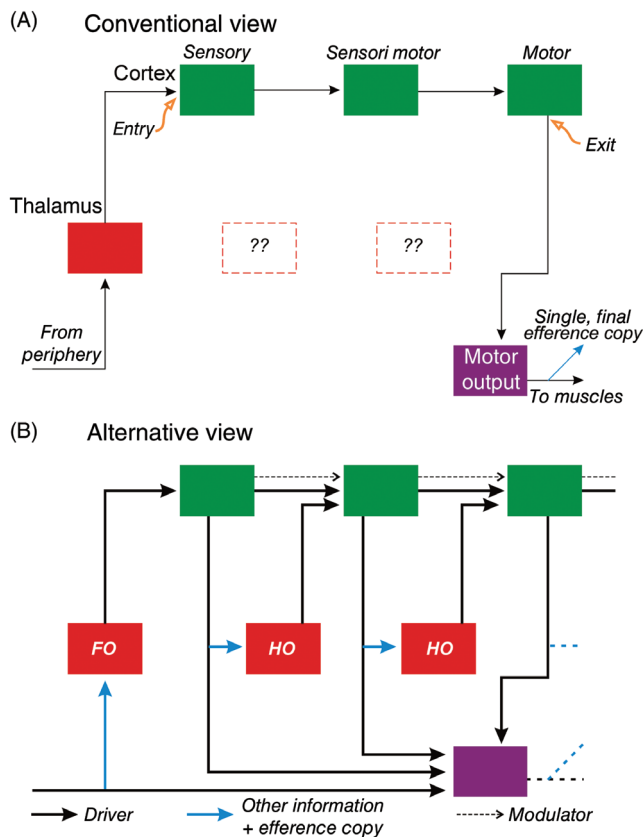 (A)
Conventional view
Sensory
Sensori motor
Motor
Cortex
Entry
Exit
Thalamus
??
??
From
periphery
Single, final
efference copy
Motor
output
To muscles
(B)
Alternative view
FO
HO
HO
Driver
Other information
+ efference copy
Modulator